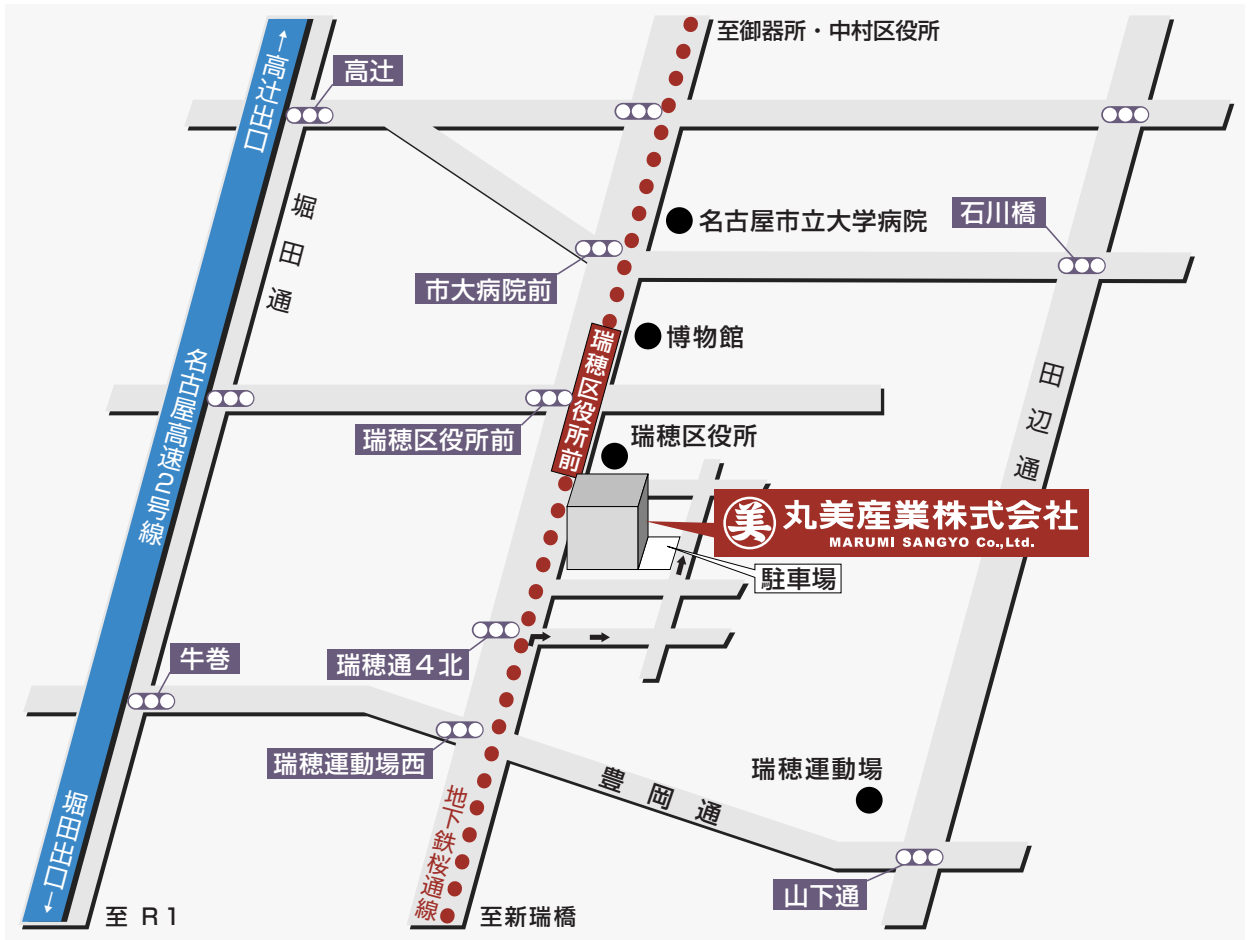 至御器所・中村区役所
←高辻出口
高辻
堀田通
名古屋市立大学病院
石川橋
市大病院前
博物館
瑞穂区役所前
名古屋高速2号線
田辺通
瑞穂区役所前
瑞穂区役所
美
丸美産業株式会社
MARUMI SANGYO Co.,Ltd.
駐車場
瑞穂通4北
牛巻
瑞穂運動場西
豊岡通
瑞穂運動場
地下鉄桜通線
堀田出口→
山下通
至 R1
至新瑞橋